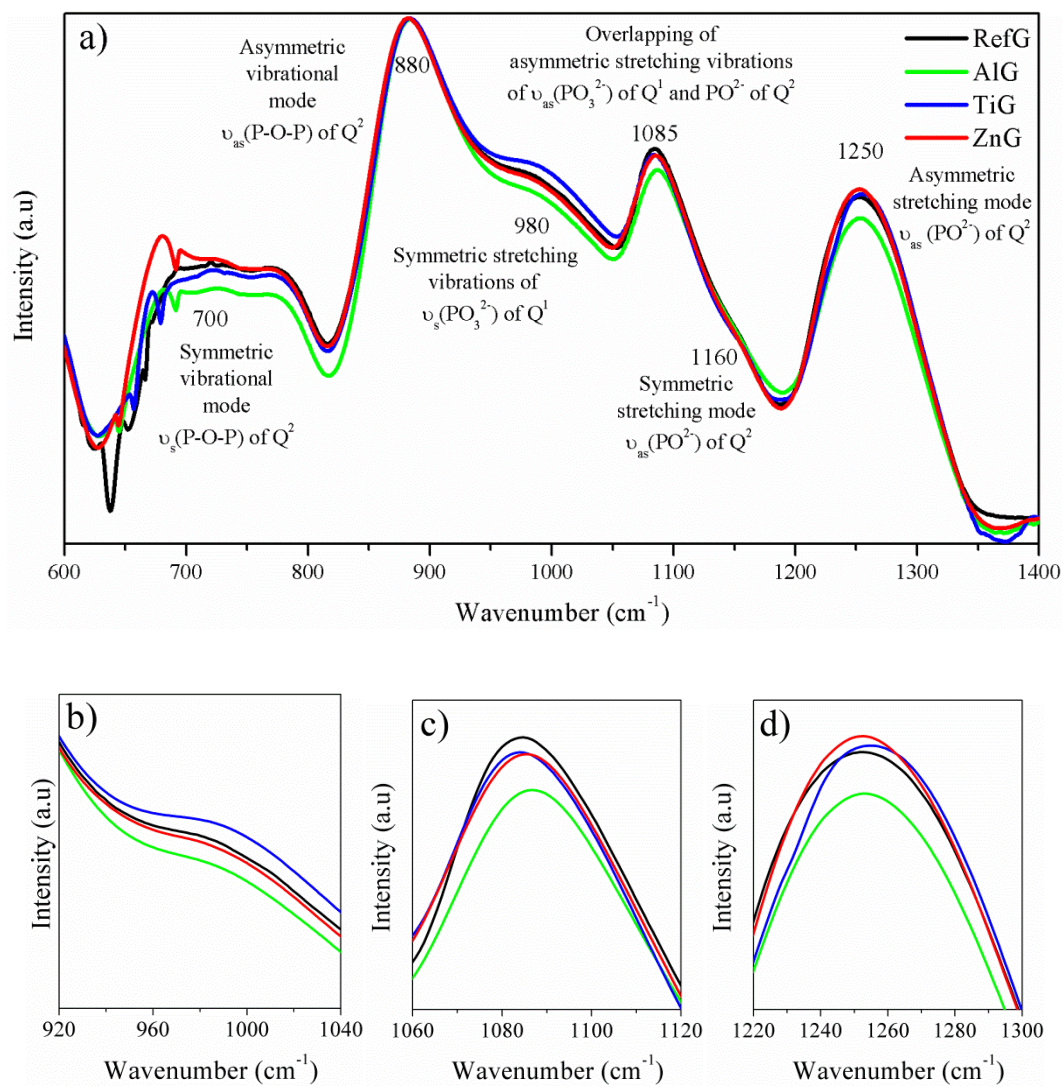 a)
Asymmetric
vibrational
mode
υas(P-O-P) of Q2
880
Overlapping of
asymmetric stretching vibrations
of υas(PO32-) of Q1 and PO2- of Q2
1085
RefG
AlG
TiG
ZnG
1250
Asymmetric
stretching mode
υas (PO2-) of Q2
980
Symmetric stretching
vibrations of
υs(PO32-) of Q1
700
Symmetric
vibrational
mode
υs(P-O-P) of Q2
1160
Symmetric
stretching mode
υas(PO2-) of Q2
Intensity (a.u)
600 700 800 900 1000 1100 1200 1300 1400
Wavenumber (cm-1)
b)
Intensity (a.u)
920 960 1000 1040
Wavenumber (cm-1)
c)
Intensity (a.u)
1060 1080 1100 1120
Wavenumber (cm-1)
d)
Intensity (a.u)
1220 1240 1260 1280 1300
Wavenumber (cm-1)